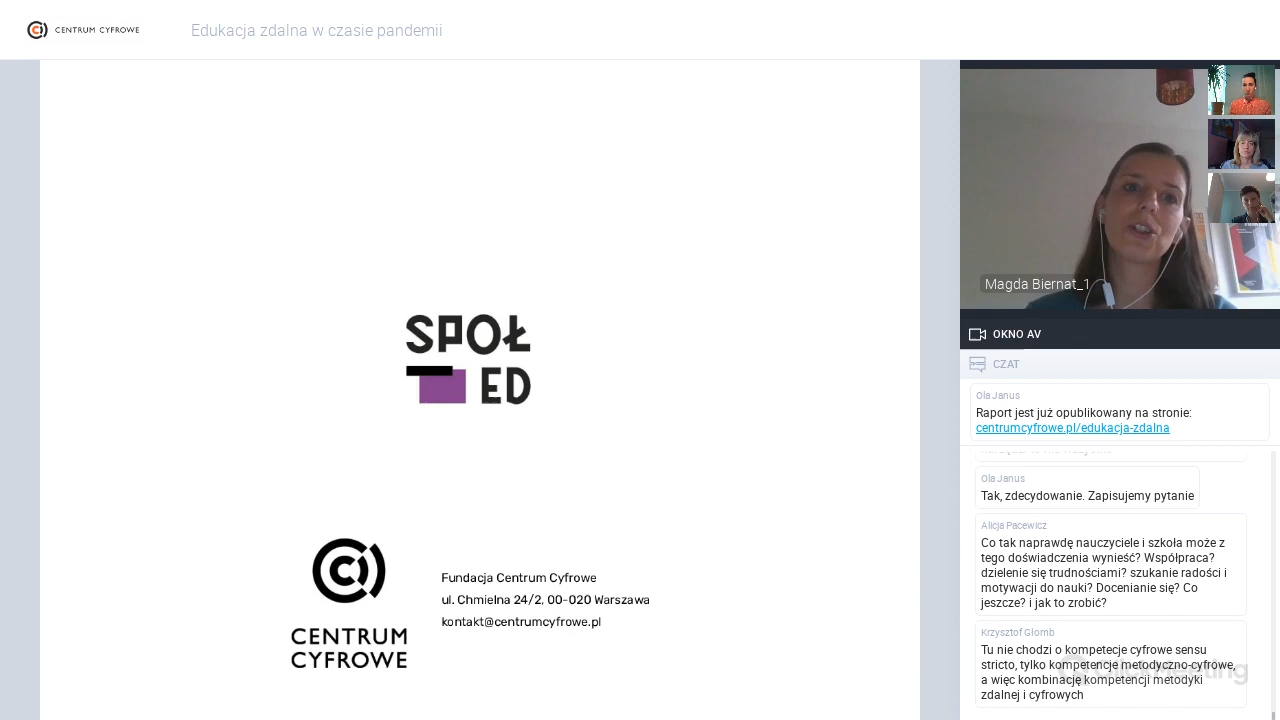 CENTRUM CYFROWE
Edukacja zdalna w czasie pandemii
SPOŁ
ED
CENTRUM
CYFROWE
Fundacja Centrum Cyfrowe
ul. Chmielna 24/2, 00-020 Warszawa
kontakt@centrumcyfrowe.pl
Magda Biernat_1
OKNO AV
CZAT
Ola Janus
Raport jest już opublikowany na stronie:
centrumcyfrowe.pl/edukacja-zdalna
Ola Janus
Tak, zdecydowanie. Zapisujemy pytanie
Alicja Pacewicz
Co tak naprawdę nauczyciele i szkoła może z
tego doświadczenia wynieść? Współpraca?
dzielenie się trudnościami? szukanie radości i
motywacji do nauki? Docenianie się? Co
jeszcze? i jak to zrobić?
Krzysztof Głomb
Tu nie chodzi o kompetecje cyfrowe sensu
stricto, tylko kompetencje metodyczno-cyfrowe,
a więc kombinację kompetencji metodyki
zdalnej i cyfrowych
ClickMeeting